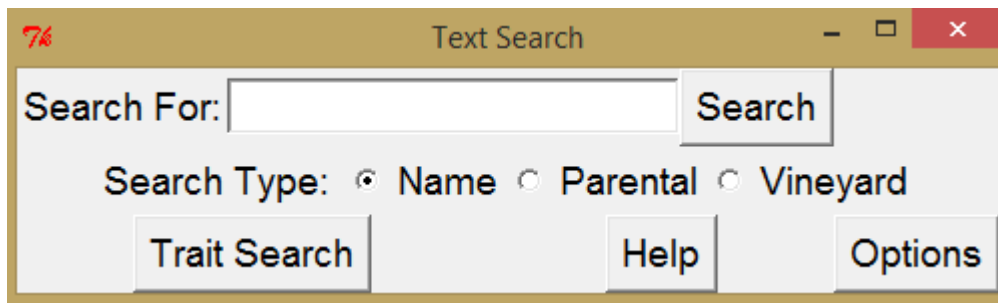 Text Search
Search For: Search
Search Type: Name Parental Vineyard
Trait Search Help Options